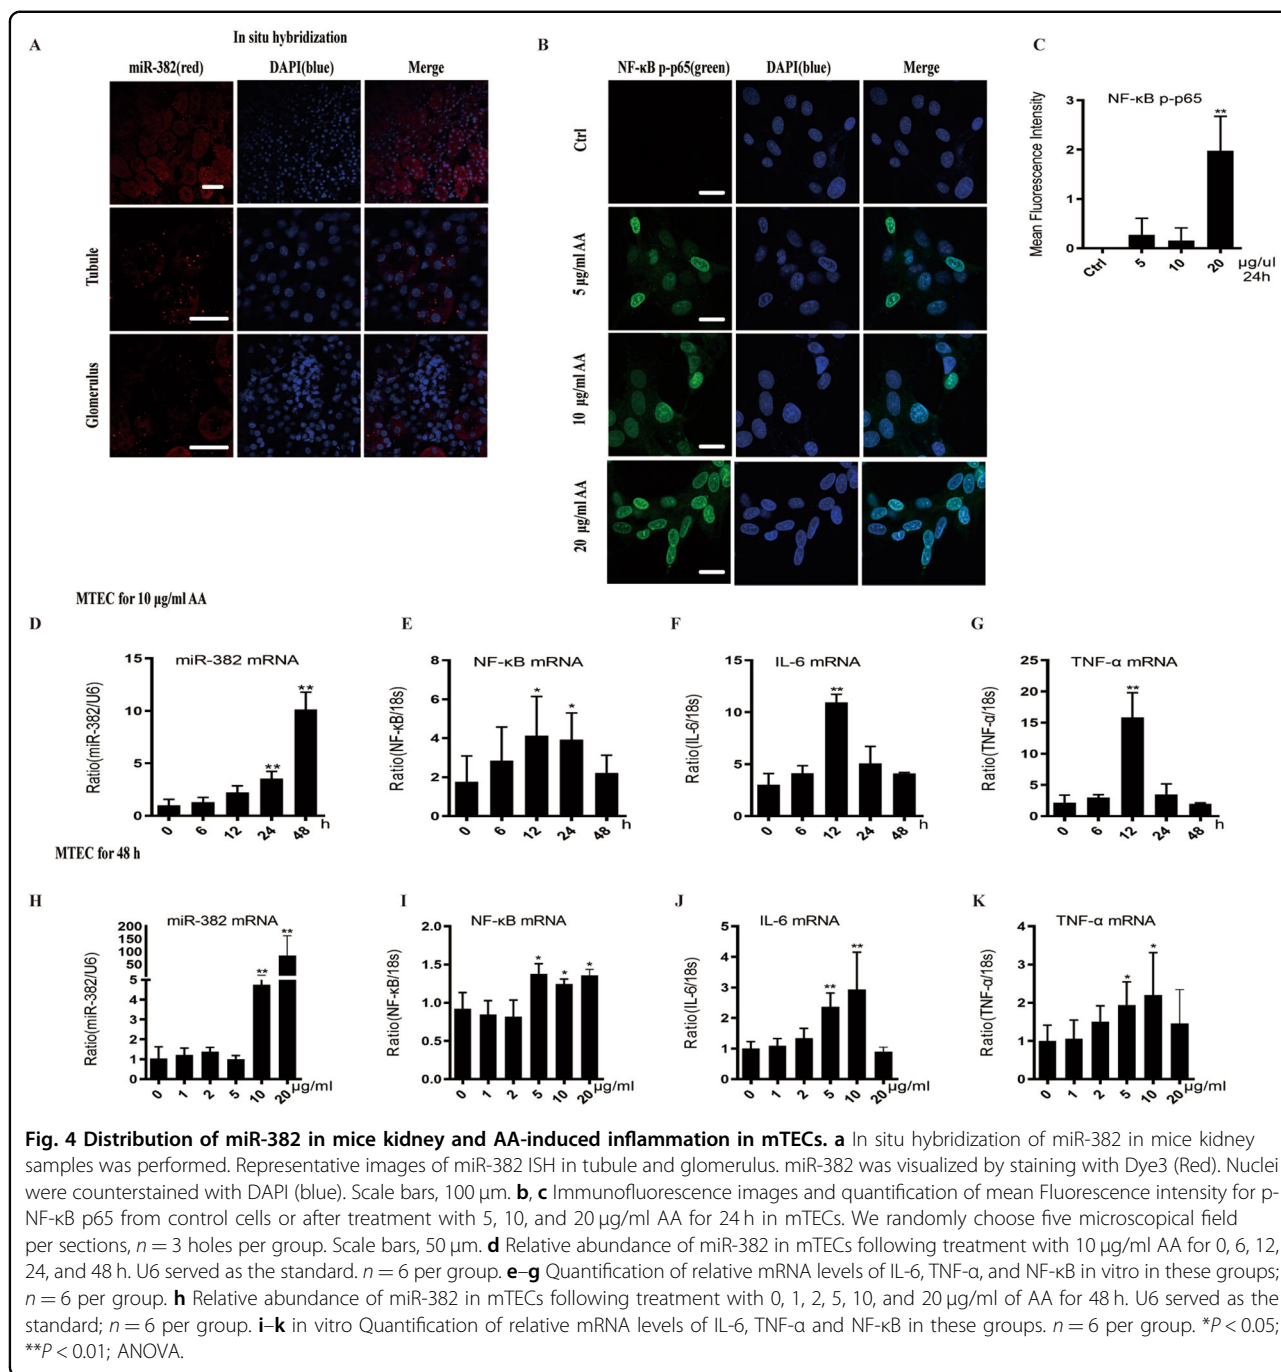 A
In situ hybridization
miR-382(red) DAPI(blue) Merge
Tubule
Glomerulus
B
NF-κB p-p65(green) DAPI(blue) Merge
Ctrl
5 μg/ml AA
10 μg/ml AA
20 μg/ml AA
C
NF-κB p-p65
Mean Fluorescence Intensity
3
2
1
0
Ctrl 5 10 20 μg/ul
24h
MTEC for 10 μg/ml AA
D
miR-382 mRNA
Ratio(miR-382/U6)
15
10
5
0
** **
0 6 12 24 48 h
E
NF-κB mRNA
Ratio(NF-κB/18s)
8
6
4
2
0
* *
0 6 12 24 48 h
F
IL-6 mRNA
Ratio(IL-6/18s)
15
10
5
0
**
0 6 12 24 48 h
G
TNF-α mRNA
Ratio(TNF-α/18s)
25
20
15
10
5
0
**
0 6 12 24 48 h
MTEC for 48 h
H
miR-382 mRNA
Ratio(miR-382/U6)
200
150
100
50
5
4
3
2
1
0
** **
0 1 2 5 10 20 μg/ml
I
NF-κB mRNA
Ratio(NF-κB/18s)
2.0
1.5
1.0
0.5
0.0
* * *
0 1 2 5 10 20 μg/ml
J
IL-6 mRNA
Ratio(IL-6/18s)
5
4
3
2
1
0
** **
0 1 2 5 10 20 μg/ml
K
TNF-α mRNA
Ratio(TNF-α/18s)
4
3
2
1
0
* *
0 1 2 5 10 20 μg/ml
Fig. 4 Distribution of miR-382 in mice kidney and AA-induced inflammation in mTECs. a In situ hybridization of miR-382 in mice kidney
samples was performed. Representative images of miR-382 ISH in tubule and glomerulus. miR-382 was visualized by staining with Dye3 (Red). Nuclei
were counterstained with DAPI (blue). Scale bars, 100 μm. b, c Immunofluorescence images and quantification of mean Fluorescence intensity for p-
NF-κB p65 from control cells or after treatment with 5, 10, and 20 μg/ml AA for 24 h in mTECs. We randomly choose five microscopical field
per sections, n = 3 holes per group. Scale bars, 50 μm. d Relative abundance of miR-382 in mTECs following treatment with 10 μg/ml AA for 0, 6, 12,
24, and 48 h. U6 served as the standard. n = 6 per group. e–g Quantification of relative mRNA levels of IL-6, TNF-α, and NF-κB in vitro in these groups;
n = 6 per group. h Relative abundance of miR-382 in mTECs following treatment with 0, 1, 2, 5, 10, and 20 μg/ml of AA for 48 h. U6 served as the
standard; n = 6 per group. i–k in vitro Quantification of relative mRNA levels of IL-6, TNF-α and NF-κB in these groups. n = 6 per group. *P < 0.05;
**P < 0.01; ANOVA.